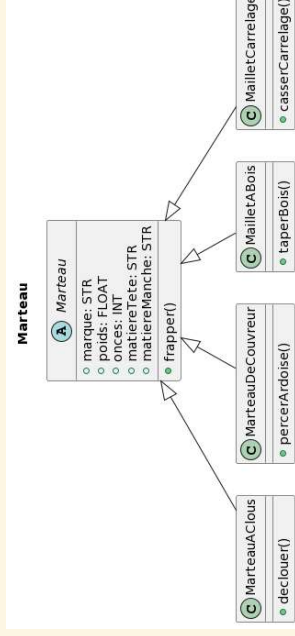 Marteau
A Marteau
marque: STR
poids: FLOAT
onces: INT
matiereTete: STR
matiereManche: STR
frapper()
C MarteauAClous
declouer()
C MarteauDeCouvreur
percerArdoise()
C MailletABois
taperBois()
C MailletCarrelage
casserCarrelage()